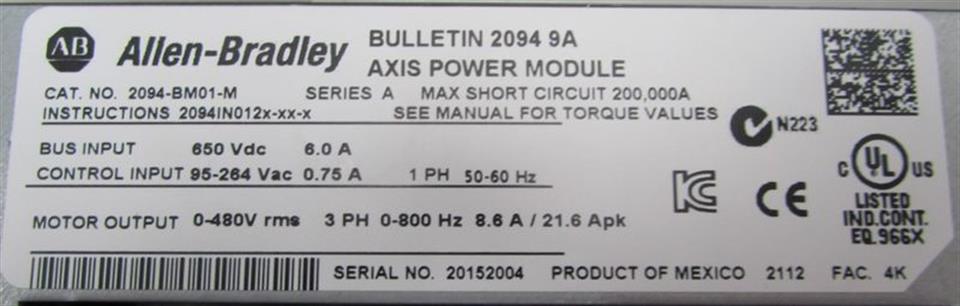 AB Allen-Bradley
BULLETIN 2094 9A
AXIS POWER MODULE
CAT. NO. 2094-BM01-M SERIES A MAX SHORT CIRCUIT 200,000A
INSTRUCTIONS 2094IN012x-xx-x SEE MANUAL FOR TORQUE VALUES
N223
BUS INPUT 650 Vdc 6.0 A
CONTROL INPUT 95-264 Vac 0.75 A 1 PH 50-60 Hz
MOTOR OUTPUT 0-480V rms 3 PH 0-800 Hz 8.6 A / 21.6 Apk
KC CE
C UL US
LISTED
IND.CONT.
EQ.966X
SERIAL NO. 20152004 PRODUCT OF MEXICO 2112 FAC. 4K